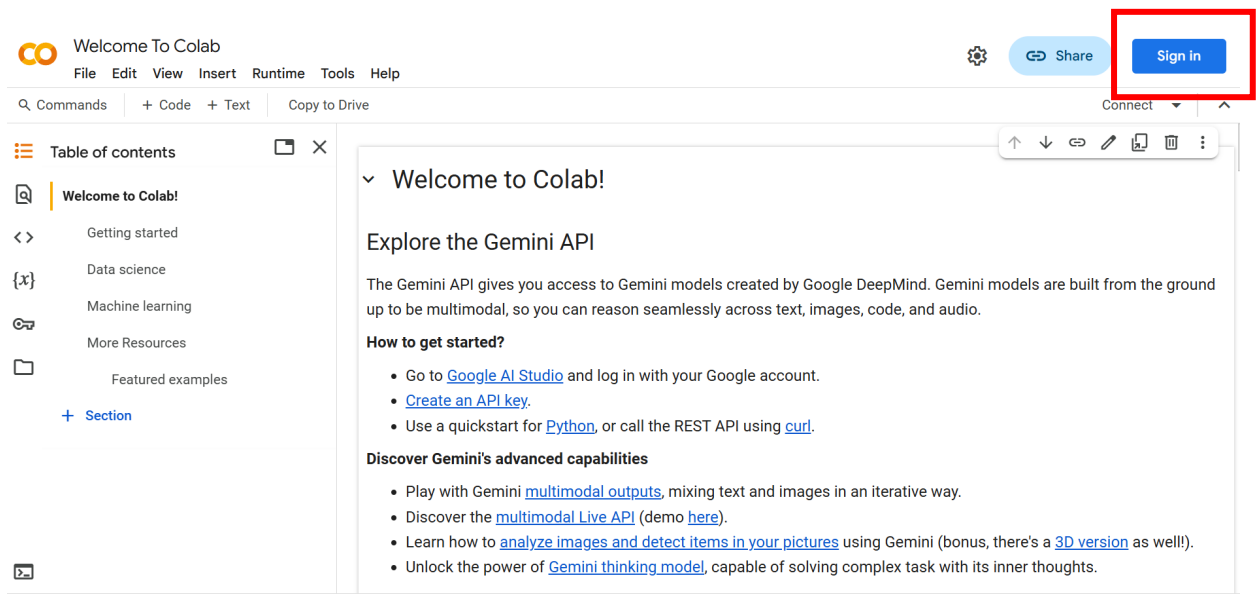 Welcome To Colab
File Edit View Insert Runtime Tools Help
Share
Sign in
Commands + Code + Text Copy to Drive
Connect
Table of contents
Welcome to Colab!
Getting started
Data science
Machine learning
More Resources
Featured examples
+ Section
Welcome to Colab!
Explore the Gemini API
The Gemini API gives you access to Gemini models created by Google DeepMind. Gemini models are built from the ground
up to be multimodal, so you can reason seamlessly across text, images, code, and audio.
How to get started?
• Go to Google AI Studio and log in with your Google account.
• Create an API key.
• Use a quickstart for Python, or call the REST API using curl.
Discover Gemini's advanced capabilities
• Play with Gemini multimodal outputs, mixing text and images in an iterative way.
• Discover the multimodal Live API (demo here).
• Learn how to analyze images and detect items in your pictures using Gemini (bonus, there's a 3D version as well!).
• Unlock the power of Gemini thinking model, capable of solving complex task with its inner thoughts.